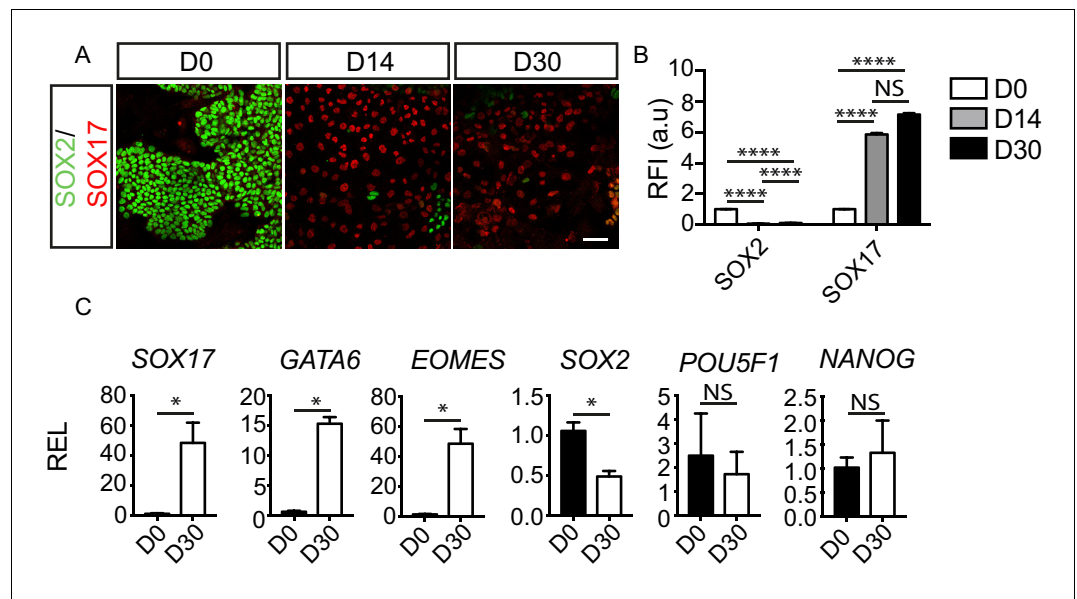 A
D0
D14
D30
SOX2/
SOX17
B
RFI (a.u)
10
8
6
4
2
0
****
****
****
****
NS
****
SOX2
SOX17
D0
D14
D30
C
REL
SOX17
80
60
40
20
0
*
D0
D30
GATA6
20
15
10
5
0
*
D0
D30
EOMES
80
60
40
20
0
*
D0
D30
SOX2
1.5
1.0
0.5
0.0
*
D0
D30
POU5F1
5
4
3
2
1
0
NS
D0
D30
NANOG
2.5
2.0
1.5
1.0
0.5
0.0
NS
D0
D30